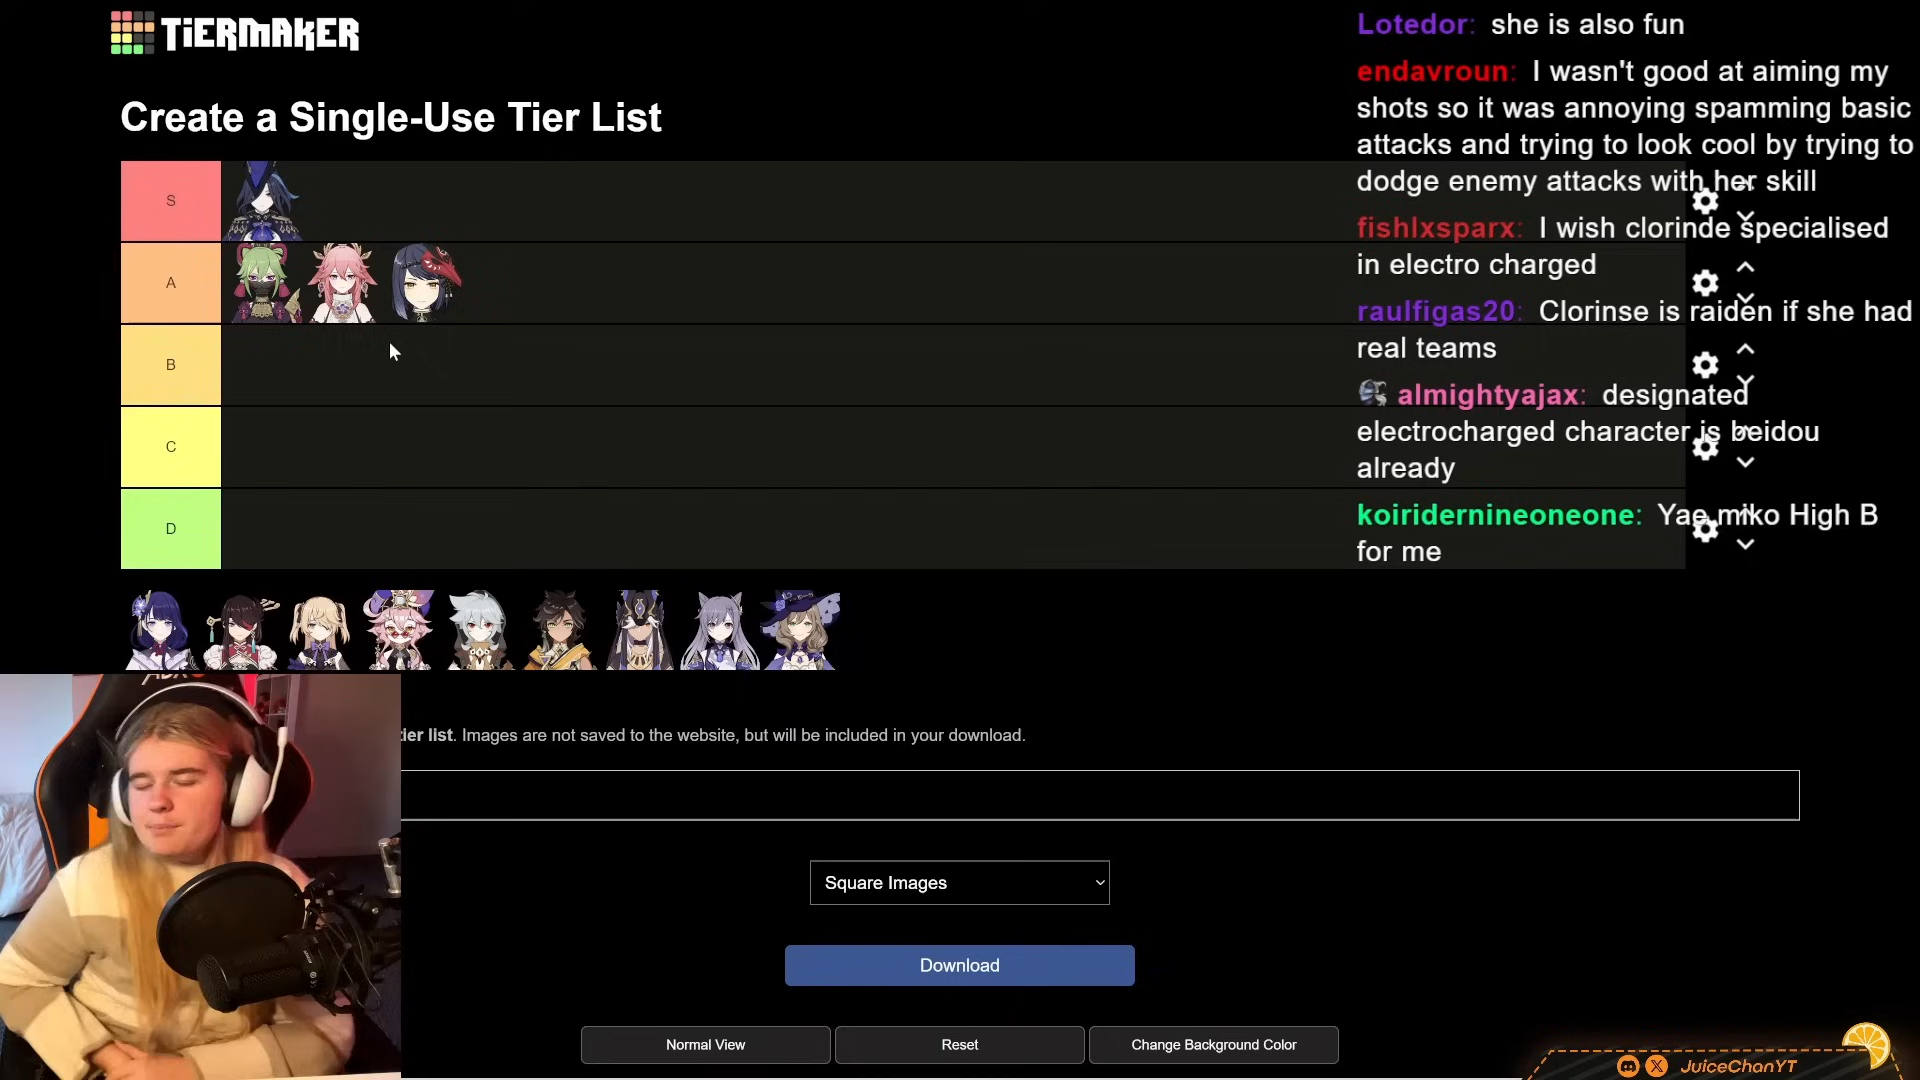 TiERMAKER
Create a Single-Use Tier List
S
A
B
C
D
Lotedor: she is also fun
endavroun: I wasn't good at aiming my
shots so it was annoying spamming basic
attacks and trying to look cool by trying to
dodge enemy attacks with her skill
fishlxsparx: I wish clorinde specialised
in electro charged
raulfigas20: Clorinse is raiden if she had
real teams
almightyajax: designated
electrocharged character is beidou
already
koiridernineoneone: Yae miko High B
for me
tier list. Images are not saved to the website, but will be included in your download.
Square Images
Download
Normal View
Reset
Change Background Color
JuiceChanYT